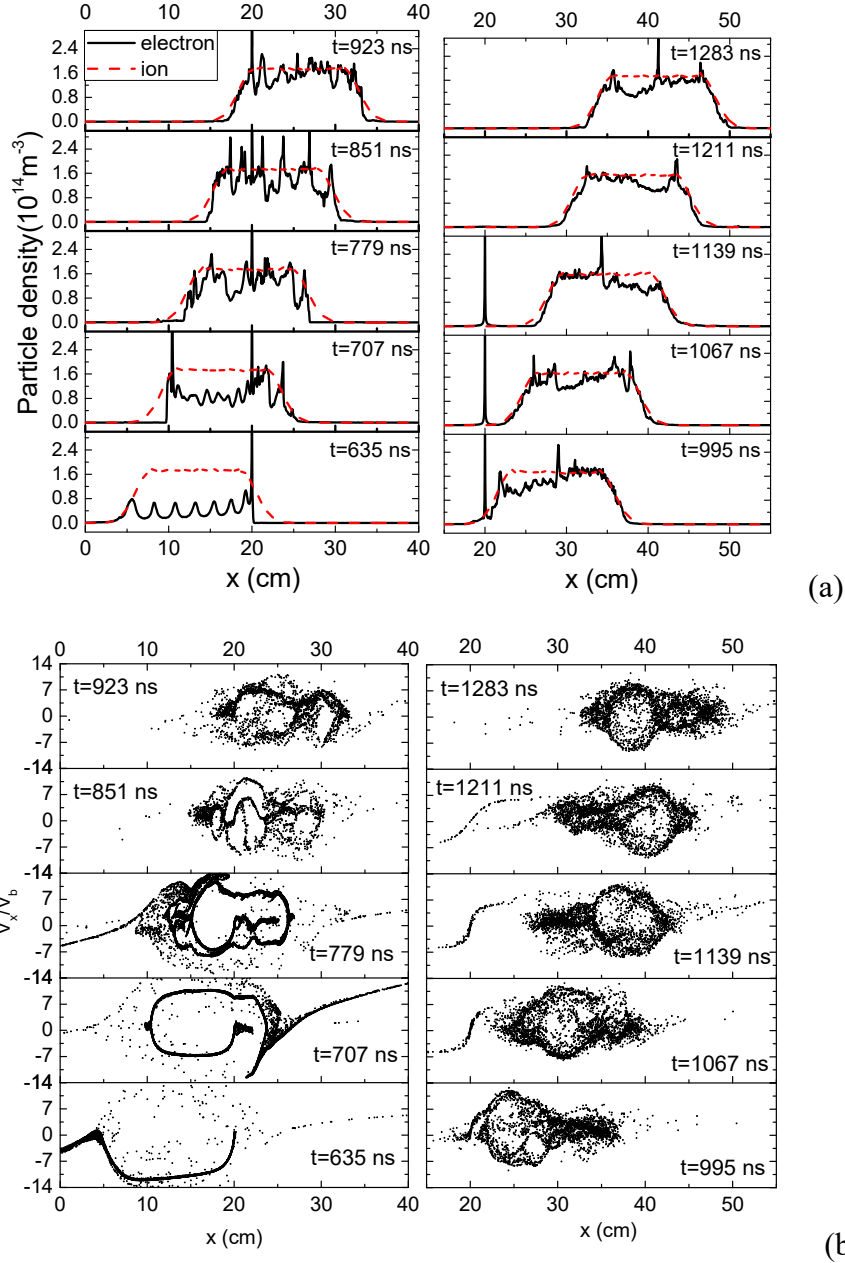 0 10 20 30 40
20 30 40 50
electron
ion
t=923 ns
t=1283 ns
2.4
1.6
0.8
0.0
t=851 ns
t=1211 ns
2.4
1.6
0.8
0.0
t=779 ns
t=1139 ns
2.4
1.6
0.8
0.0
t=707 ns
t=1067 ns
2.4
1.6
0.8
0.0
t=635 ns
t=995 ns
2.4
1.6
0.8
0.0
Particle density(10¹⁴m⁻³)
0 10 20 30 40
20 30 40 50
x (cm)
x (cm)
(a)
0 10 20 30 40
20 30 40 50
14
7
0
-7
-14
t=923 ns
t=1283 ns
7
0
-7
-14
t=851 ns
t=1211 ns
7
0
-7
-14
t=779 ns
t=1139 ns
7
0
-7
-14
t=707 ns
t=1067 ns
7
0
-7
-14
t=635 ns
t=995 ns
Vₓ/V_b
0 10 20 30 40
20 30 40 50
x (cm)
x (cm)
(b